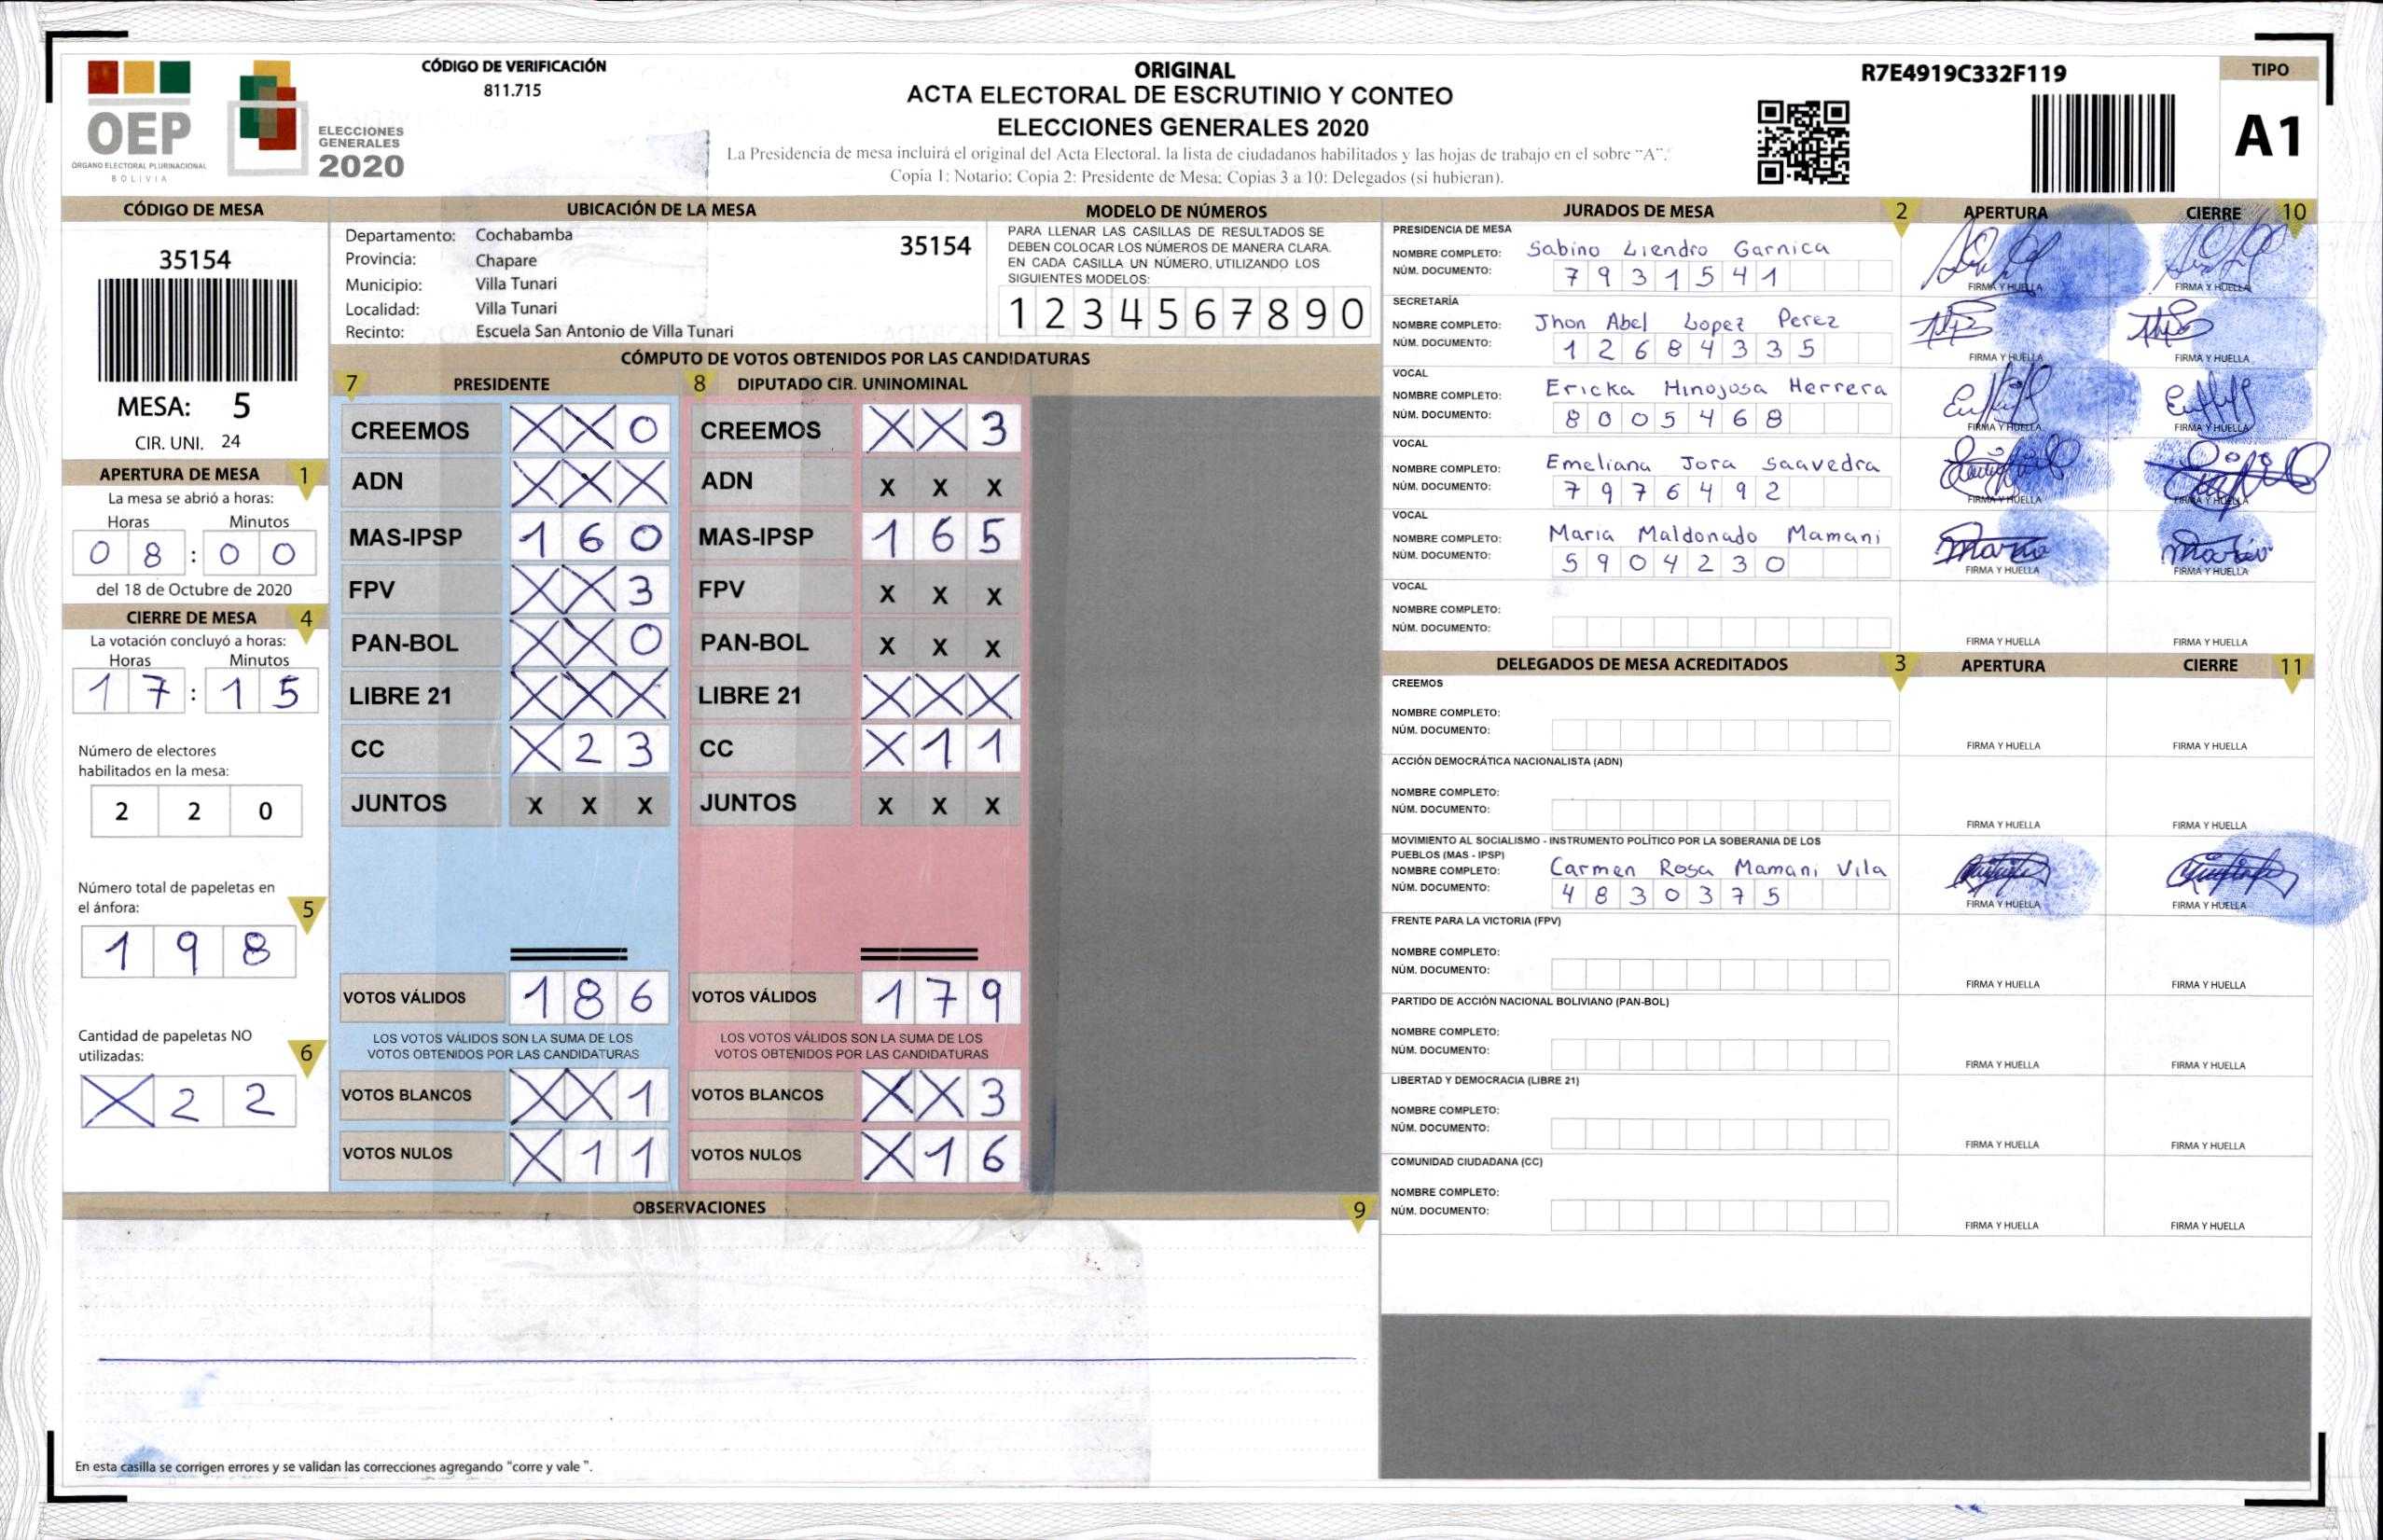 CÓDIGO DE VERIFICACIÓN
811.715
OEP
ÓRGANO ELECTORAL PLURINACIONAL
BOLIVIA
ELECCIONES
GENERALES
2020
ORIGINAL
ACTA ELECTORAL DE ESCRUTINIO Y CONTEO
ELECCIONES GENERALES 2020
La Presidencia de mesa incluirá el original del Acta Electoral, la lista de ciudadanos habilitados y las hojas de trabajo en el sobre "A".
Copia 1: Notario; Copia 2: Presidente de Mesa; Copias 3 a 10: Delegados (si hubieran).
R7E4919C332F119
TIPO
A1
CÓDIGO DE MESA
35154
MESA: 5
CIR. UNI. 24
APERTURA DE MESA 1
La mesa se abrió a horas:
Horas Minutos
0 8 : 0 0
del 18 de Octubre de 2020
CIERRE DE MESA 4
La votación concluyó a horas:
Horas Minutos
1 7 : 1 5
Número de electores
habilitados en la mesa:
2 2 0
Número total de papeletas en
el ánfora: 5
1 9 8
Cantidad de papeletas NO
utilizadas: 6
X 2 2
UBICACIÓN DE LA MESA
Departamento: Cochabamba 35154
Provincia: Chapare
Municipio: Villa Tunari
Localidad: Villa Tunari
Recinto: Escuela San Antonio de Villa Tunari
MODELO DE NÚMEROS
PARA LLENAR LAS CASILLAS DE RESULTADOS SE
DEBEN COLOCAR LOS NÚMEROS DE MANERA CLARA.
EN CADA CASILLA UN NÚMERO, UTILIZANDO LOS
SIGUIENTES MODELOS:
1 2 3 4 5 6 7 8 9 0
CÓMPUTO DE VOTOS OBTENIDOS POR LAS CANDIDATURAS
7 PRESIDENTE 8 DIPUTADO CIR. UNINOMINAL
CREEMOS X X 0 CREEMOS X X 3
ADN X X X ADN X X X
MAS-IPSP 1 6 0 MAS-IPSP 1 6 5
FPV X X 3 FPV X X X
PAN-BOL X X 0 PAN-BOL X X X
LIBRE 21 X X X LIBRE 21 X X X
CC X 2 3 CC X 1 1
JUNTOS X X X JUNTOS X X X
VOTOS VÁLIDOS 1 8 6 VOTOS VÁLIDOS 1 7 9
LOS VOTOS VÁLIDOS SON LA SUMA DE LOS LOS VOTOS VÁLIDOS SON LA SUMA DE LOS
VOTOS OBTENIDOS POR LAS CANDIDATURAS VOTOS OBTENIDOS POR LAS CANDIDATURAS
VOTOS BLANCOS X X 1 VOTOS BLANCOS X X 3
VOTOS NULOS X 1 1 VOTOS NULOS X 1 6
OBSERVACIONES 9
En esta casilla se corrigen errores y se validan las correcciones agregando "corre y vale ".
JURADOS DE MESA 2 APERTURA CIERRE 10
PRESIDENCIA DE MESA
NOMBRE COMPLETO: Sabino Liendro Garnica
NÚM. DOCUMENTO: 7 9 3 1 5 4 1
FIRMA Y HUELLA FIRMA Y HUELLA
SECRETARÍA
NOMBRE COMPLETO: Jhon Abel Lopez Perez
NÚM. DOCUMENTO: 1 2 6 8 4 3 3 5
FIRMA Y HUELLA FIRMA Y HUELLA
VOCAL
NOMBRE COMPLETO: Ericka Hinojosa Herrera
NÚM. DOCUMENTO: 8 0 0 5 4 6 8
FIRMA Y HUELLA FIRMA Y HUELLA
VOCAL
NOMBRE COMPLETO: Emeliana Jora Saavedra
NÚM. DOCUMENTO: 7 9 7 6 4 9 2
FIRMA Y HUELLA FIRMA Y HUELLA
VOCAL
NOMBRE COMPLETO: Maria Maldonado Mamani
NÚM. DOCUMENTO: 5 9 0 4 2 3 0
FIRMA Y HUELLA FIRMA Y HUELLA
VOCAL
NOMBRE COMPLETO:
NÚM. DOCUMENTO:
FIRMA Y HUELLA FIRMA Y HUELLA
DELEGADOS DE MESA ACREDITADOS 3 APERTURA CIERRE 11
CREEMOS
NOMBRE COMPLETO:
NÚM. DOCUMENTO:
FIRMA Y HUELLA FIRMA Y HUELLA
ACCIÓN DEMOCRÁTICA NACIONALISTA (ADN)
NOMBRE COMPLETO:
NÚM. DOCUMENTO:
FIRMA Y HUELLA FIRMA Y HUELLA
MOVIMIENTO AL SOCIALISMO - INSTRUMENTO POLÍTICO POR LA SOBERANIA DE LOS
PUEBLOS (MAS - IPSP)
NOMBRE COMPLETO: Carmen Rosa Mamani Vila
NÚM. DOCUMENTO: 4 8 3 0 3 7 5
FIRMA Y HUELLA FIRMA Y HUELLA
FRENTE PARA LA VICTORIA (FPV)
NOMBRE COMPLETO:
NÚM. DOCUMENTO:
FIRMA Y HUELLA FIRMA Y HUELLA
PARTIDO DE ACCIÓN NACIONAL BOLIVIANO (PAN-BOL)
NOMBRE COMPLETO:
NÚM. DOCUMENTO:
FIRMA Y HUELLA FIRMA Y HUELLA
LIBERTAD Y DEMOCRACIA (LIBRE 21)
NOMBRE COMPLETO:
NÚM. DOCUMENTO:
FIRMA Y HUELLA FIRMA Y HUELLA
COMUNIDAD CIUDADANA (CC)
NOMBRE COMPLETO:
NÚM. DOCUMENTO:
FIRMA Y HUELLA FIRMA Y HUELLA